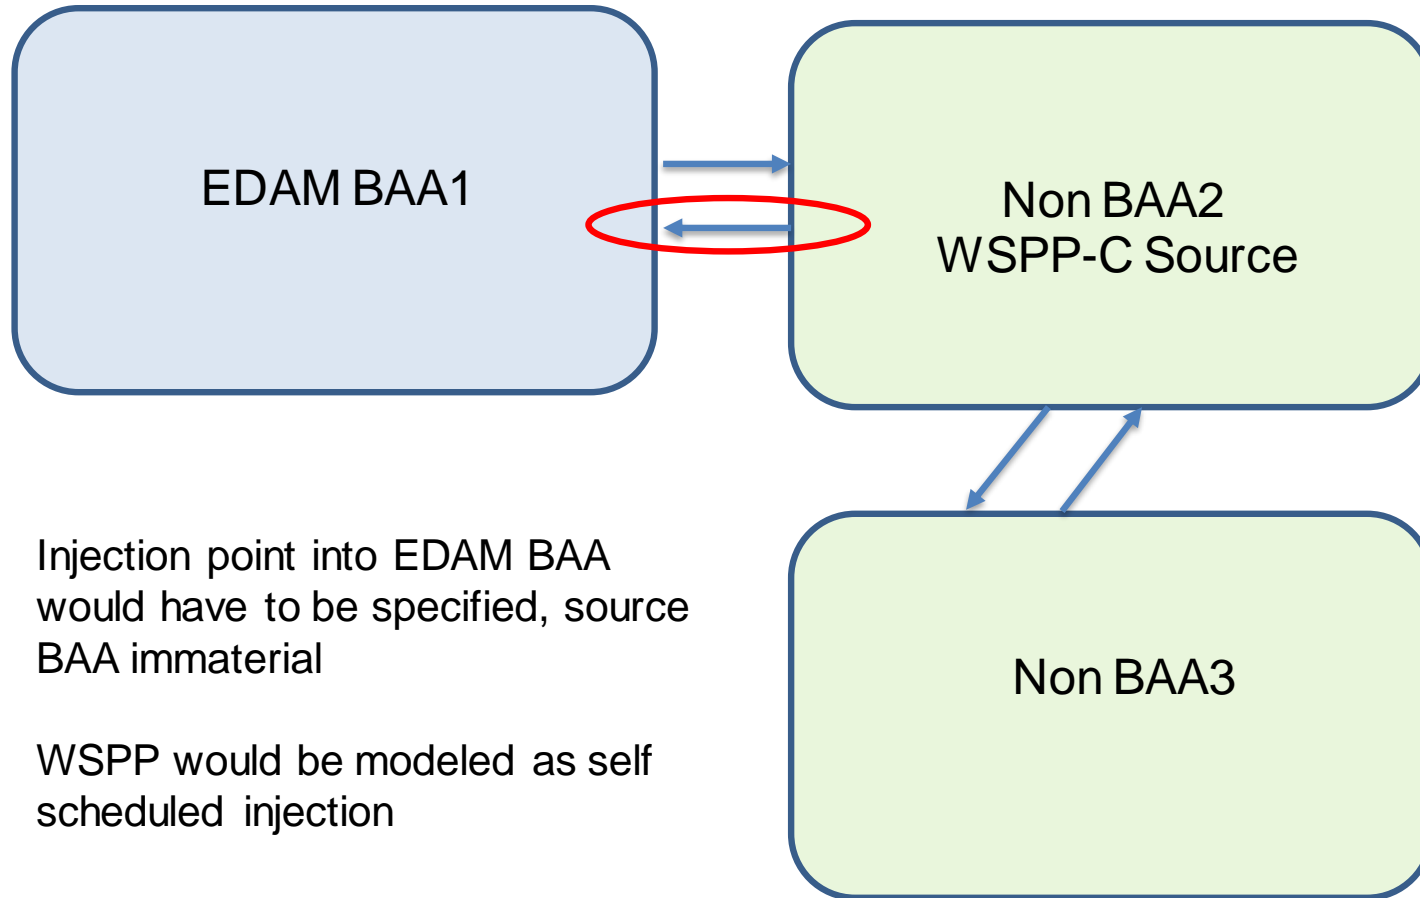 EDAM BAA1
Non BAA2
WSPP-C Source
Injection point into EDAM BAA
would have to be specified, source
BAA immaterial
WSPP would be modeled as self
scheduled injection
Non BAA3